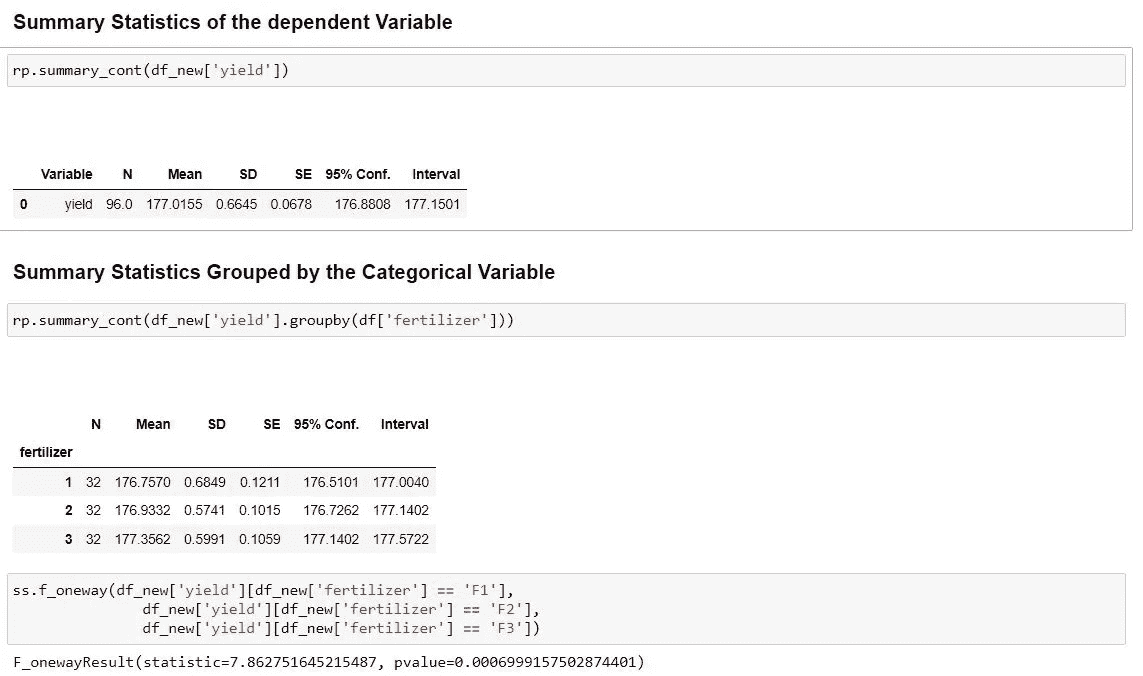 Summary Statistics of the dependent Variable
rp.summary_cont(df_new['yield'])
Variable N Mean SD SE 95% Conf. Interval
0 yield 96.0 177.0155 0.6645 0.0678 176.8808 177.1501
Summary Statistics Grouped by the Categorical Variable
rp.summary_cont(df_new['yield'].groupby(df['fertilizer']))
N Mean SD SE 95% Conf. Interval
fertilizer
1 32 176.7570 0.6849 0.1211 176.5101 177.0040
2 32 176.9332 0.5741 0.1015 176.7262 177.1402
3 32 177.3562 0.5991 0.1059 177.1402 177.5722
ss.f_oneway(df_new['yield'][df_new['fertilizer'] == 'F1'],
df_new['yield'][df_new['fertilizer'] == 'F2'],
df_new['yield'][df_new['fertilizer'] == 'F3'])
F_onewayResult(statistic=7.862751645215487, pvalue=0.0006999157502874401)